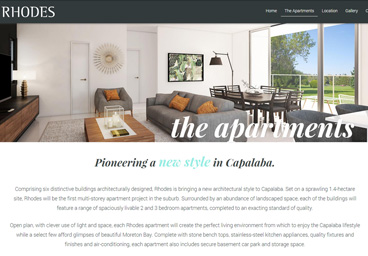 RHODES
Home The Apartments Location Gallery
the apartments
Pioneering a new style in Capalaba.
Comprising six distinctive buildings architecturally designed, Rhodes is bringing a new architectural style to Capalaba. Set on a sprawling 1.4-hectare
site, Rhodes will be the first multi-storey apartment project in the suburb. Surrounded by an abundance of landscaped space, each of the buildings will
feature a range of spaciously livable 2 and 3 bedroom apartments, completed to an exacting standard of quality.
Open plan, with clever use of light and space, each Rhodes apartment will create the perfect living environment from which to enjoy the Capalaba lifestyle
while a select few afford glimpses of beautiful Moreton Bay. Complete with stone bench tops, stainless-steel kitchen appliances, quality fixtures and
finishes and air-conditioning, each apartment also includes secure basement car park and storage space.